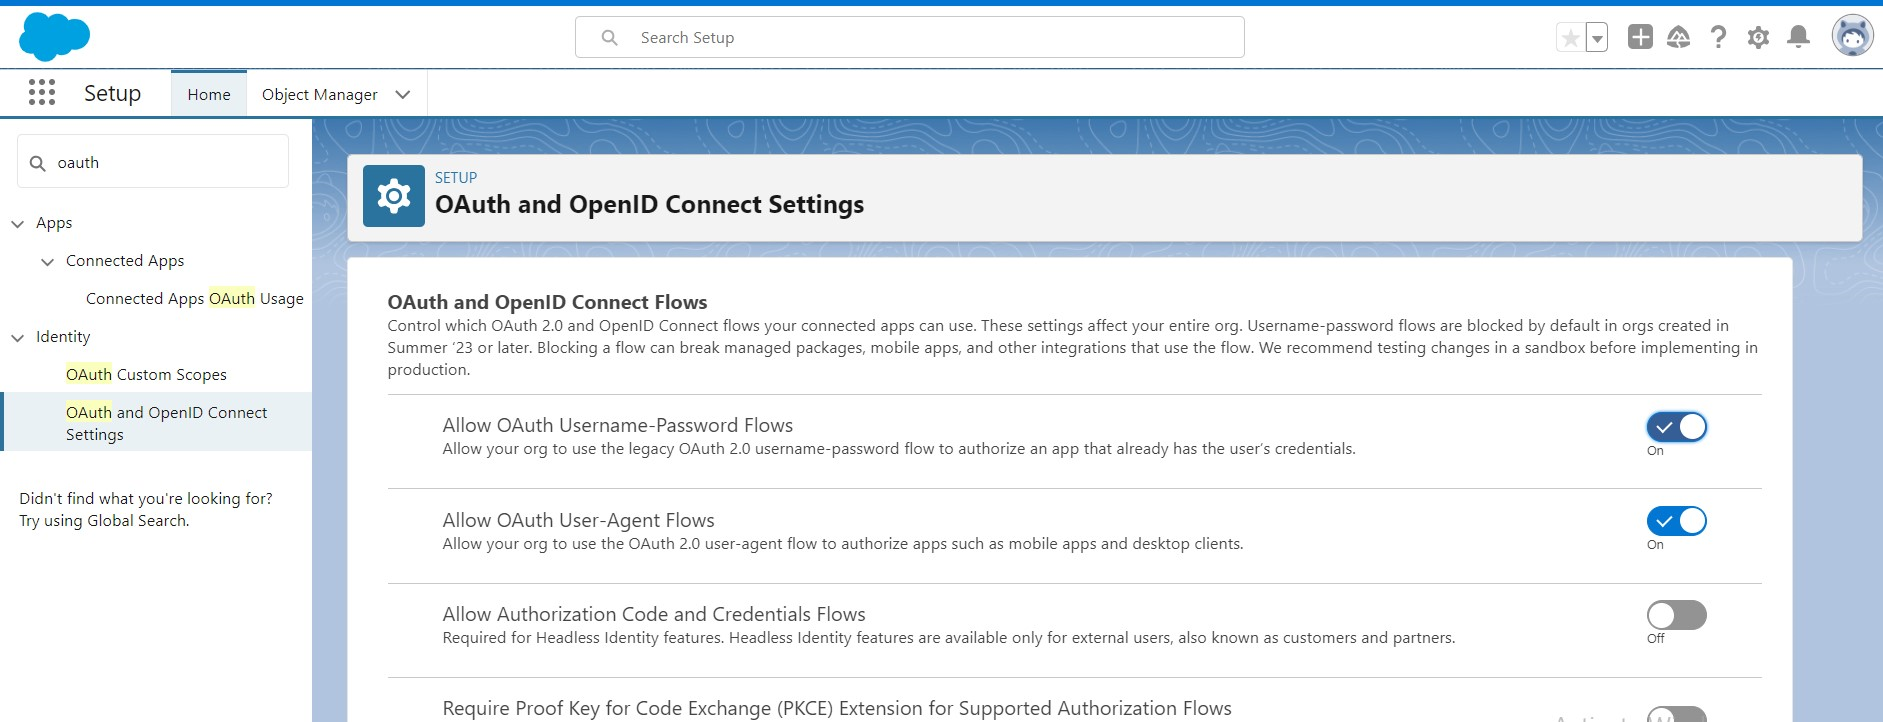 Search Setup
Setup
Home
Object Manager
oauth
Apps
Connected Apps
Connected Apps OAuth Usage
Identity
OAuth Custom Scopes
OAuth and OpenID Connect
Settings
Didn't find what you're looking for?
Try using Global Search.
SETUP
OAuth and OpenID Connect Settings
OAuth and OpenID Connect Flows
Control which OAuth 2.0 and OpenID Connect flows your connected apps can use. These settings affect your entire org. Username-password flows are blocked by default in orgs created in
Summer ’23 or later. Blocking a flow can break managed packages, mobile apps, and other integrations that use the flow. We recommend testing changes in a sandbox before implementing in
production.
Allow OAuth Username-Password Flows
Allow your org to use the legacy OAuth 2.0 username-password flow to authorize an app that already has the user’s credentials.
On
Allow OAuth User-Agent Flows
Allow your org to use the OAuth 2.0 user-agent flow to authorize apps such as mobile apps and desktop clients.
On
Allow Authorization Code and Credentials Flows
Required for Headless Identity features. Headless Identity features are available only for external users, also known as customers and partners.
Off
Require Proof Key for Code Exchange (PKCE) Extension for Supported Authorization Flows